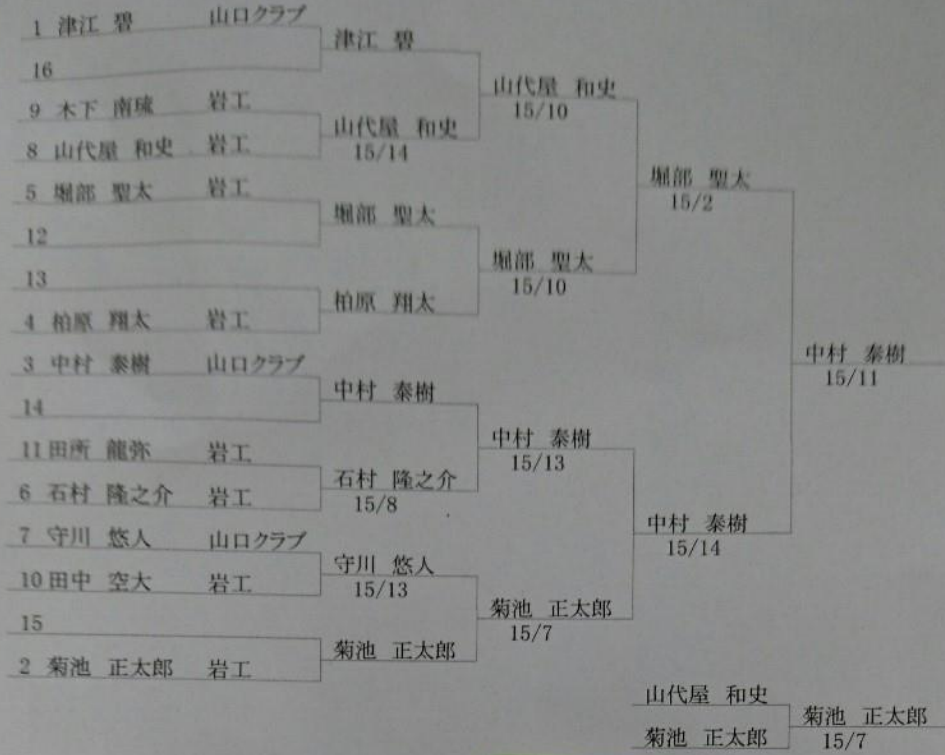 1 津江 碧 山口クラブ
16
9 木下 南琉 岩工
8 山代屋 和史 岩工
5 堀部 聖太 岩工
12
13
4 柏原 翔太 岩工
3 中村 泰樹 山口クラブ
14
11 田所 龍弥 岩工
6 石村 隆之介 岩工
7 守川 悠人 山口クラブ
10 田中 空大 岩工
15
2 菊池 正太郎 岩工
津江 碧
山代屋 和史
15/14
堀部 聖太
柏原 翔太
中村 泰樹
石村 隆之介
15/8
守川 悠人
15/13
菊池 正太郎
山代屋 和史
15/10
堀部 聖太
15/10
中村 泰樹
15/13
菊池 正太郎
15/7
堀部 聖太
15/2
中村 泰樹
15/14
中村 泰樹
15/11
山代屋 和史
菊池 正太郎
菊池 正太郎
15/7